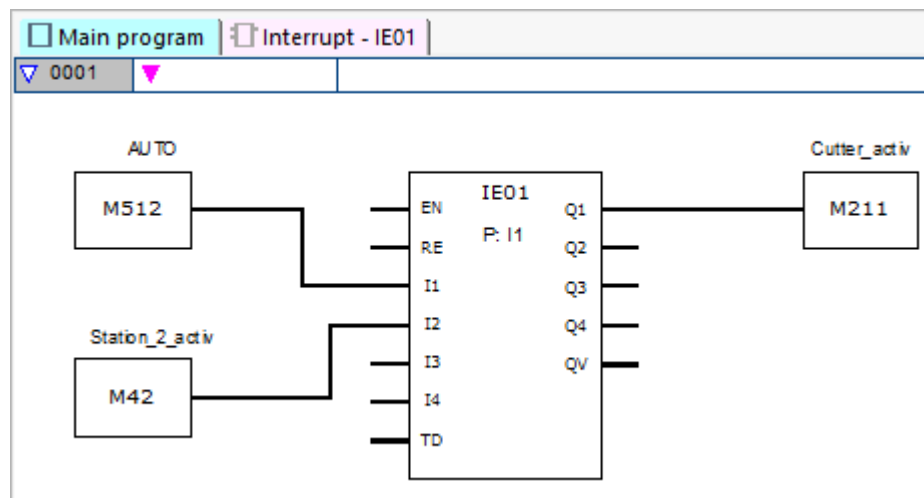 Main program Interrupt - IE01
0001
AUTO
M512
Station_2_activ
M42
IE01
P: I1
EN
RE
I1
I2
I3
I4
TD
Q1
Q2
Q3
Q4
QV
Cutter_activ
M211